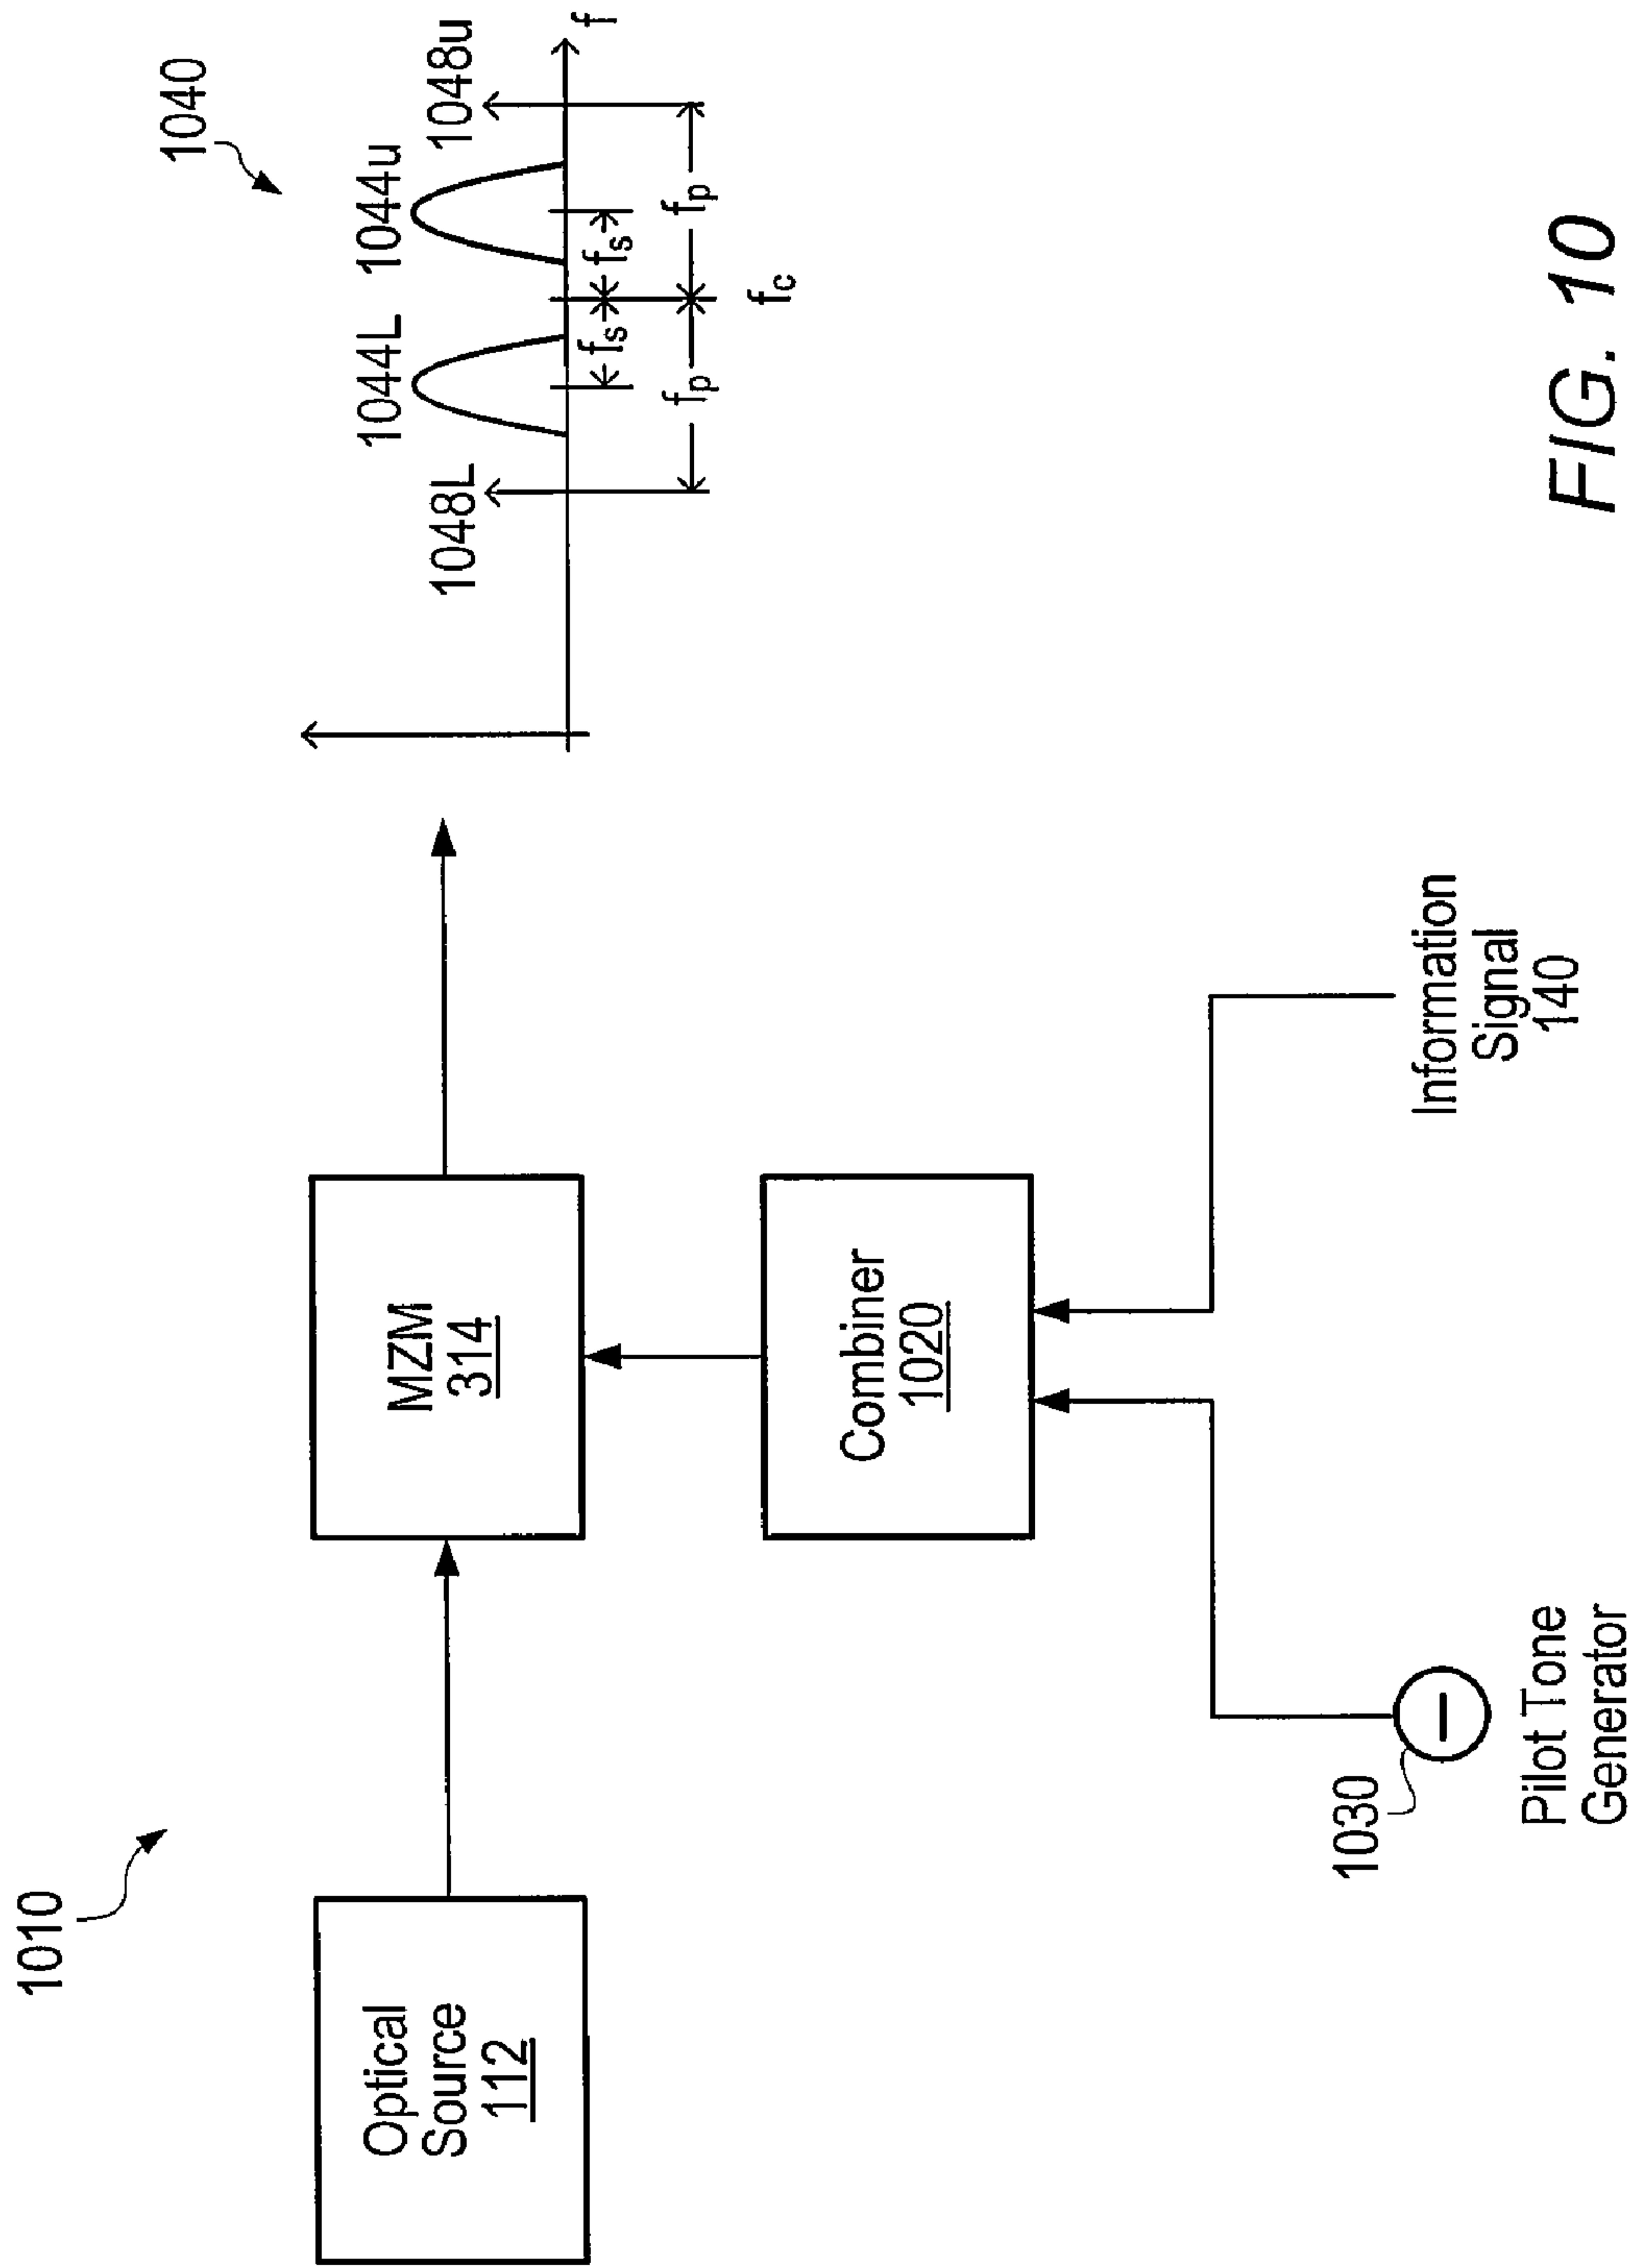 1010
1040
Optical
Source
112
MZM
314
Combiner
1020
1030
Pilot Tone
Generator
Information
Signal
140
1048L
1044L
1044u
1048u
f
fs
fs
fp
fp
fc
FIG. 10